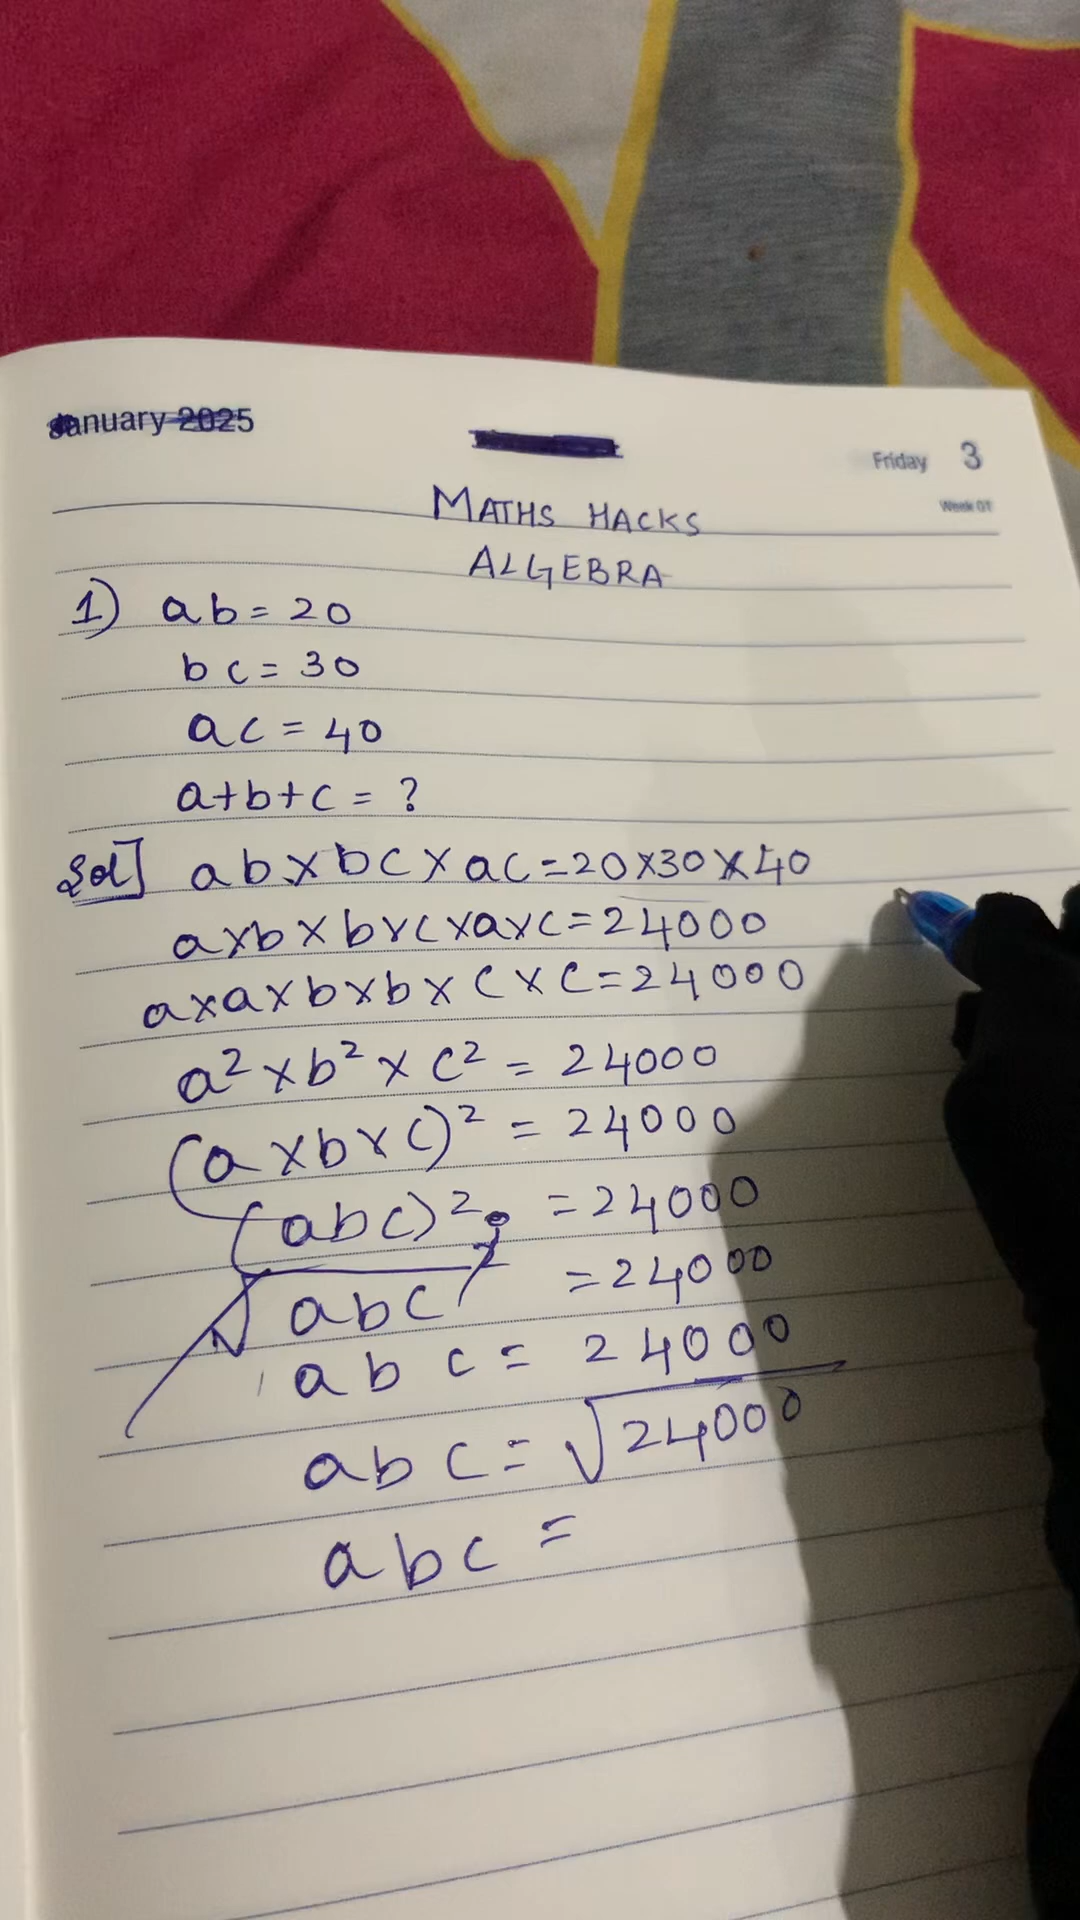 January 2025
Friday 3
Week 01
MATHS HACKS
ALGEBRA
1) ab = 20
bc = 30
ac = 40
a+b+c = ?
Sol] ab×bc×ac=20×30×40
a×b×b×c×a×c=24000
a×a×b×b×c×c=24000
a²×b²×c² = 24000
(a×b×c)² = 24000
(abc)² = 24000
√abc = 24000
abc = 24000
abc = √24000
abc =